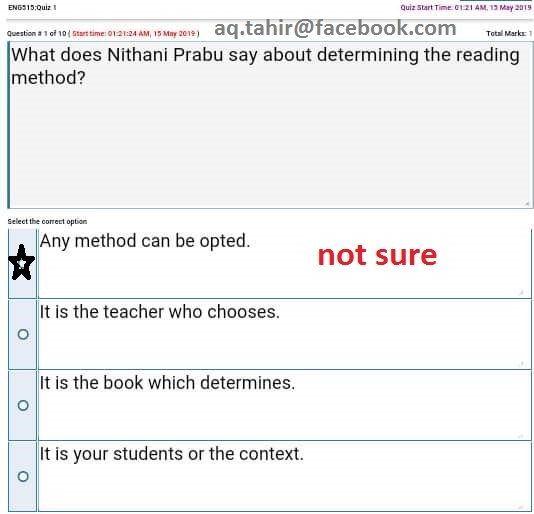 ENG515:Quiz 1
Quiz Start Time: 01:21 AM, 15 May 2019
aq.tahir@facebook.com
Question # 1 of 10 ( Start time: 01:21:24 AM, 15 May 2019 )
Total Marks: 1
What does Nithani Prabu say about determining the reading
method?
Select the correct option
Any method can be opted.
not sure
It is the teacher who chooses.
It is the book which determines.
It is your students or the context.